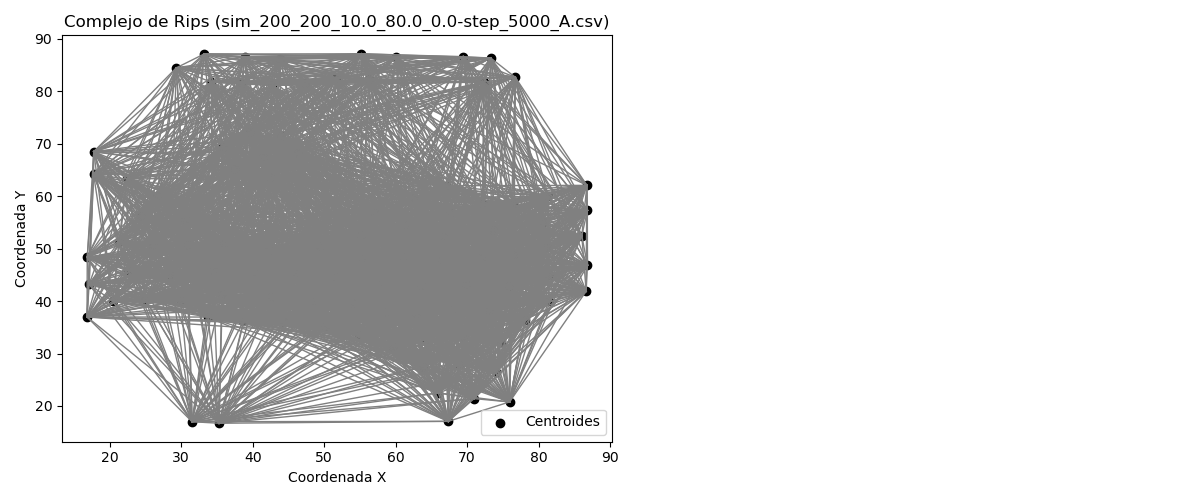 Complejo de Rips (sim_200_200_10.0_80.0_0.0-step_5000_A.csv)
90
80
70
60
50
40
30
20
Coordenada Y
Centroides
20 30 40 50 60 70 80 90
Coordenada X